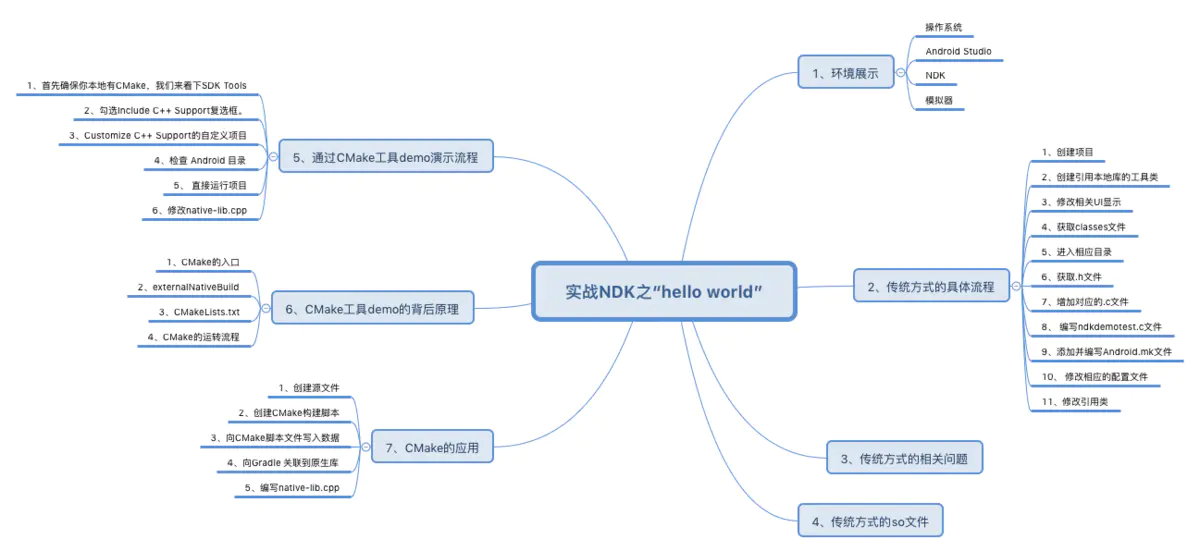 实战NDK之“hello world”
1、环境展示
操作系统
Android Studio
NDK
模拟器
2、传统方式的具体流程
1、创建项目
2、创建引用本地库的工具类
3、修改相关UI显示
4、获取classes文件
5、进入相应目录
6、获取.h文件
7、增加对应的.c文件
8、 编写ndkdemotest.c文件
9、添加并编写Android.mk文件
10、 修改相应的配置文件
11、修改引用类
3、传统方式的相关问题
4、传统方式的so文件
5、通过CMake工具demo演示流程
1、首先确保你本地有CMake，我们来看下SDK Tools
2、勾选Include C++ Support复选框。
3、Customize C++ Support的自定义项目
4、检查 Android 目录
5、 直接运行项目
6、修改native-lib.cpp
6、CMake工具demo的背后原理
1、CMake的入口
2、externalNativeBuild
3、CMakeLists.txt
4、CMake的运转流程
7、CMake的应用
1、创建源文件
2、创建CMake构建脚本
3、向CMake脚本文件写入数据
4、向Gradle 关联到原生库
5、编写native-lib.cpp